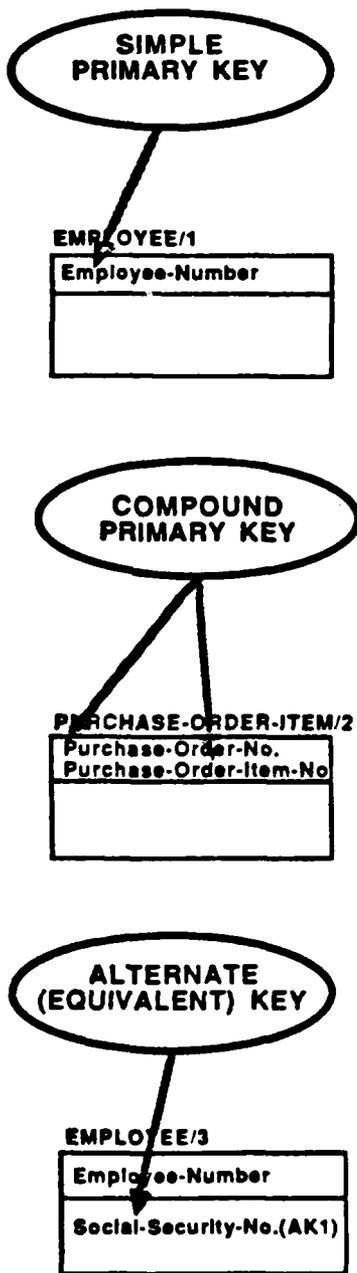 SIMPLE
PRIMARY KEY
EMPLOYEE/1
Employee-Number
COMPOUND
PRIMARY KEY
PURCHASE-ORDER-ITEM/2
Purchase-Order-No.
Purchase-Order-Item-No
ALTERNATE
(EQUIVALENT) KEY
EMPLOYEE/3
Employee-Number
Social-Security-No.(AK1)